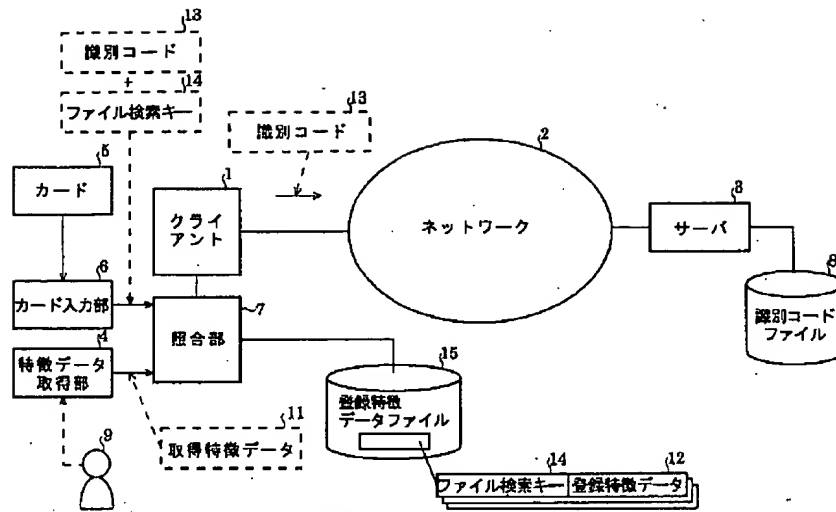 13
識別コード
+
14
ファイル検索キー
13
識別コード
5
カード
1
クライ
アント
2
ネットワーク
3
サーバ
6
カード入力部
7
照合部
8
識別コード
ファイル
4
特徴データ
取得部
15
登録特徴
データファイル
11
取得特徴データ
9
14
12
ファイル検索キー
登録特徴データ